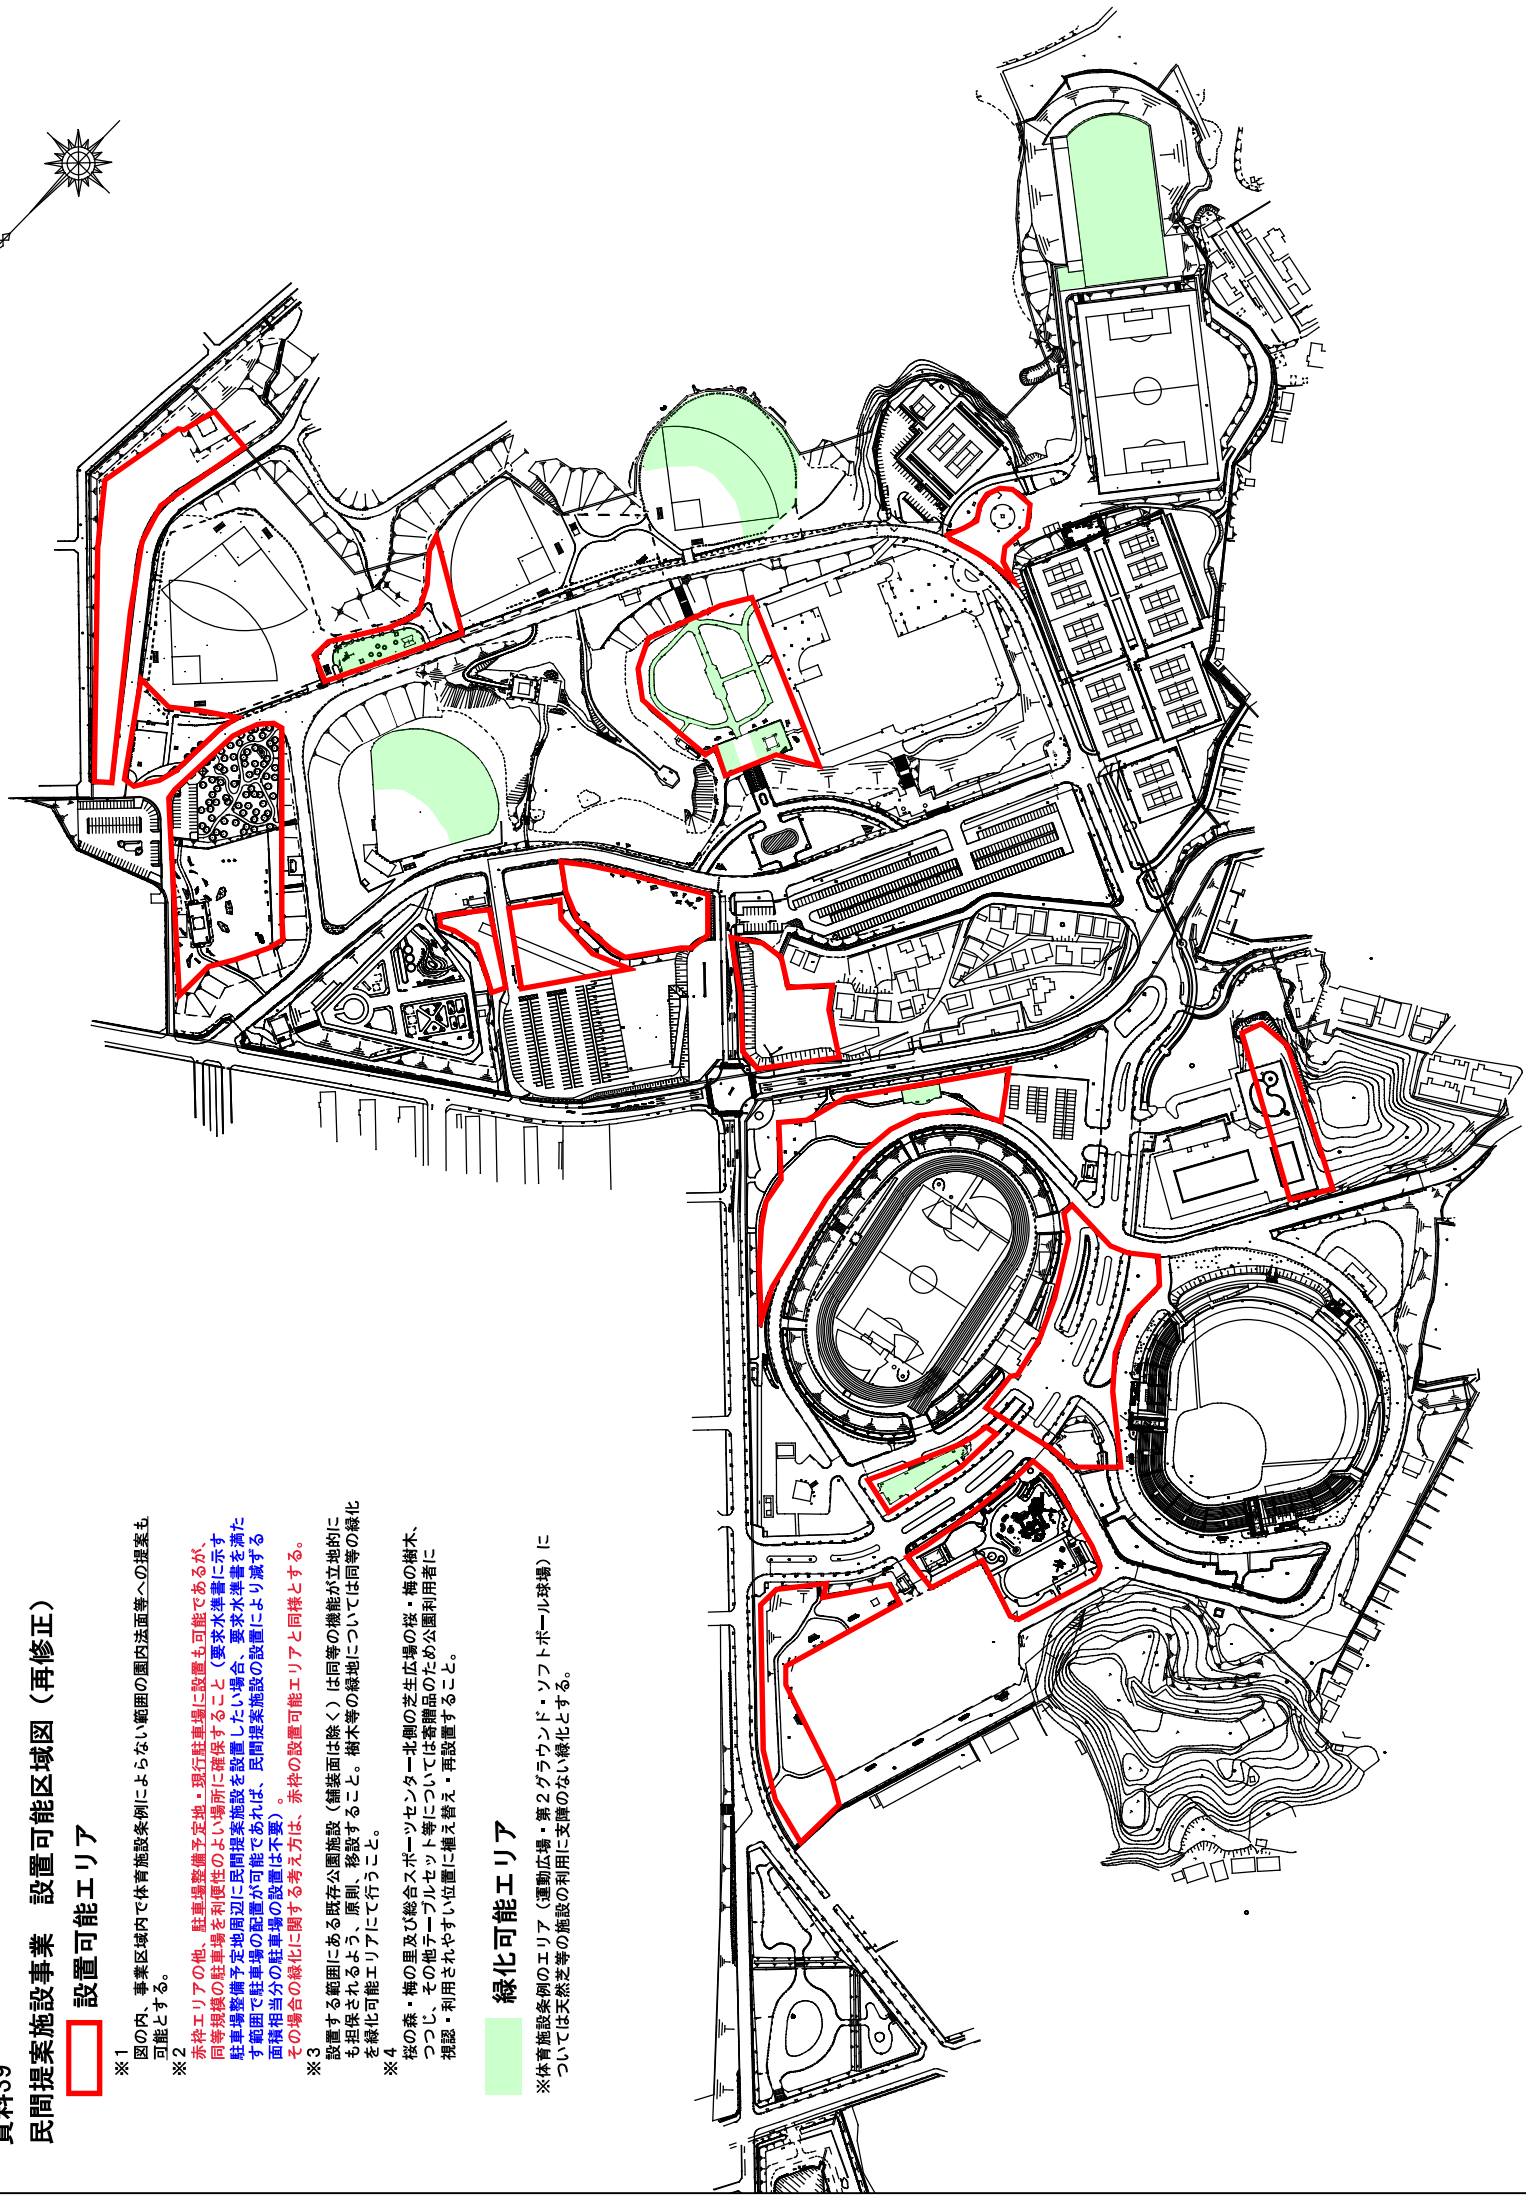 資料39
民間提案施設事業　設置可能区域図（再修正）
設置可能エリア
※1
図の内、事業区域内で体育施設条例によらない範囲の園内法面等への提案も
可能とする。
※2
赤枠エリアの他、駐車場整備予定地・現行駐車場に設置も可能であるが、
同等規模の駐車場を利便性のよい場所に確保すること（要求水準書に示す
駐車場整備予定地周辺に民間提案施設を設置したい場合、要求水準書を満た
す範囲で駐車場の配置が可能であれば、民間提案施設の設置により減ずる
面積相当分の駐車場の設置は不要）。
その場合の緑化に関する考え方は、赤枠の設置可能エリアと同様とする。
※3
設置する範囲にある既存公園施設（舗装面は除く）は同等の機能が立地的に
も担保されるよう、原則、移設すること。樹木等の緑地については同等の緑化
を緑化可能エリアにて行うこと。
※4
桜の森・梅の里及び総合スポーツセンター北側の芝生広場の桜・梅の樹木、
つつじ、その他テーブルセット等については寄贈品のため公園利用者に
視認・利用されやすい位置に植え替え・再設置すること。
緑化可能エリア
※体育施設条例のエリア（運動広場・第2グラウンド・ソフトボール球場）に
ついては天然芝等の施設の利用に支障のない緑化とする。